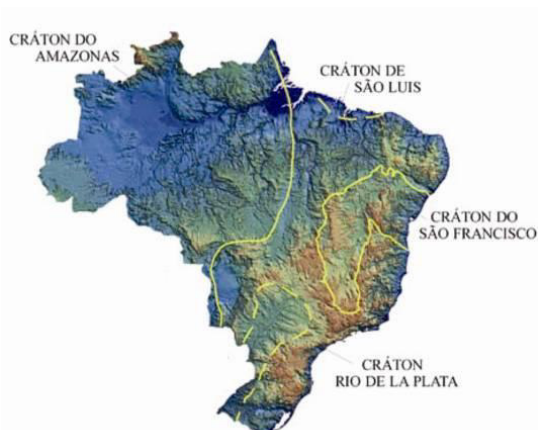 CRÁTON DO
AMAZONAS
CRÁTON DE
SÃO LUIS
CRÁTON DO
SÃO FRANCISCO
CRÁTON
RIO DE LA PLATA